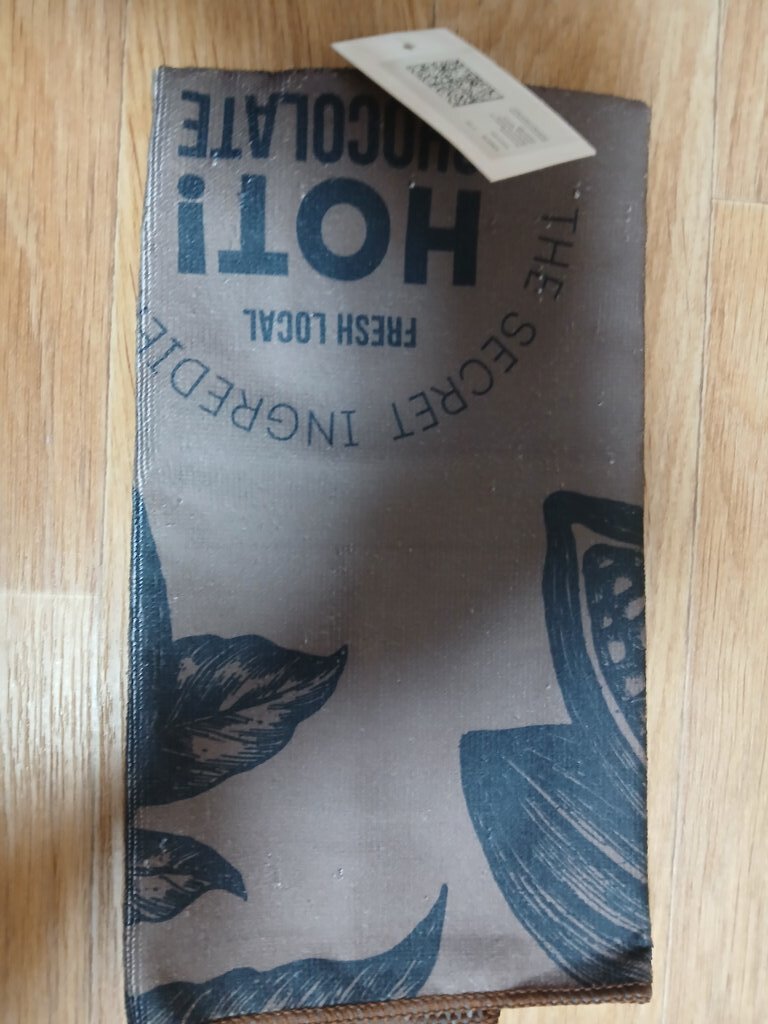 THE SECRET INGREDIE
FRESH LOCAL
HOT!
CHOCOLATE